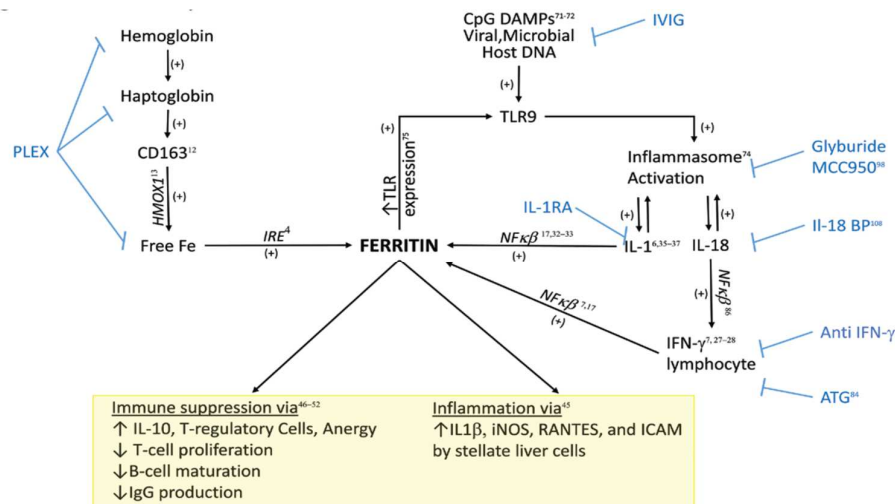 CpG DAMPs71-72
Viral,Microbial
Host DNA
IVIG
Hemoglobin
(+)
Haptoglobin
(+)
CD16312
HMOX113
(+)
Free Fe
PLEX
IRE4
(+)
FERRITIN
(+)
↑TLR
expression75
(+)
TLR9
(+)
Inflammasome74
Activation
Glyburide
MCC95098
(+)
(+)
IL-1RA
IL-16,35–37
IL-18
Il-18 BP108
NFκβ17,32–33
(+)
NFκβ86
(+)
NFκβ7,17
(+)
IFN-γ7, 27–28
lymphocyte
Anti IFN-γ
ATG84
Immune suppression via46–52
↑ IL-10, T-regulatory Cells, Anergy
↓ T-cell proliferation
↓B-cell maturation
↓IgG production
Inflammation via45
↑IL1β, iNOS, RANTES, and ICAM
by stellate liver cells